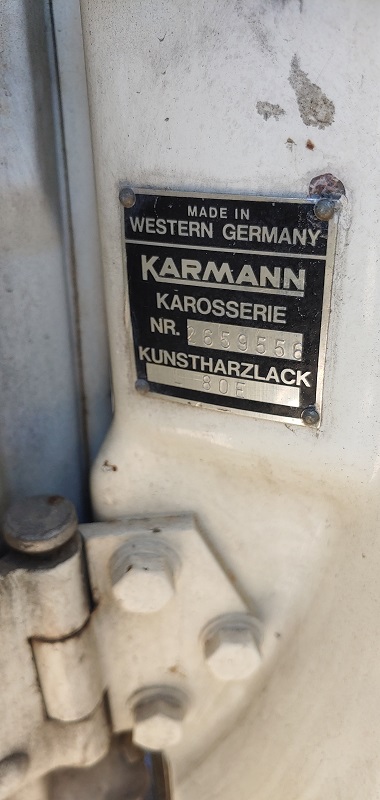 MADE IN
WESTERN GERMANY
KARMANN
KAROSSERIE
NR. 2659556
KUNSTHARZLACK
80E